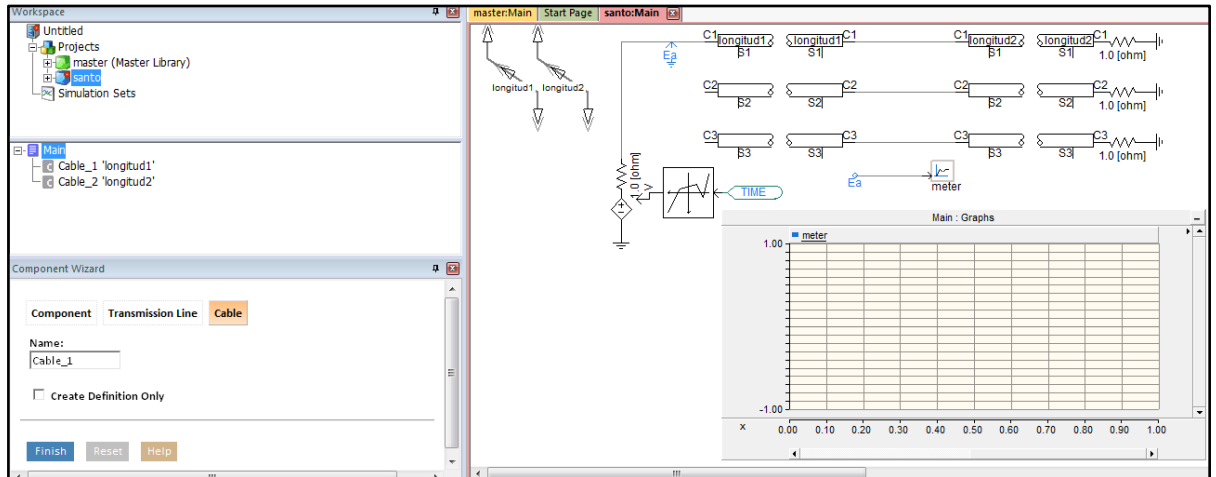 Workspace
Untitled
Projects
master (Master Library)
santo
Simulation Sets
Main
Cable_1 'longitud1'
Cable_2 'longitud2'
Component Wizard
Component Transmission Line Cable
Name:
Cable_1
Create Definition Only
Finish Reset Help
master:Main Start Page santo:Main
longitud1 longitud2
Ea
C1 longitud1 S1
longitud1 C1 S1
C1 longitud2 S1
longitud2 C1 S1
1.0 [ohm]
C2 S2
C2 S2
C2 S2
C2 S2
1.0 [ohm]
C3 S3
C3 S3
C3 S3
C3 S3
1.0 [ohm]
1.0 [ohm]
V
TIME
Ea
meter
Main : Graphs
meter
1.00
-1.00
x 0.00 0.10 0.20 0.30 0.40 0.50 0.60 0.70 0.80 0.90 1.00